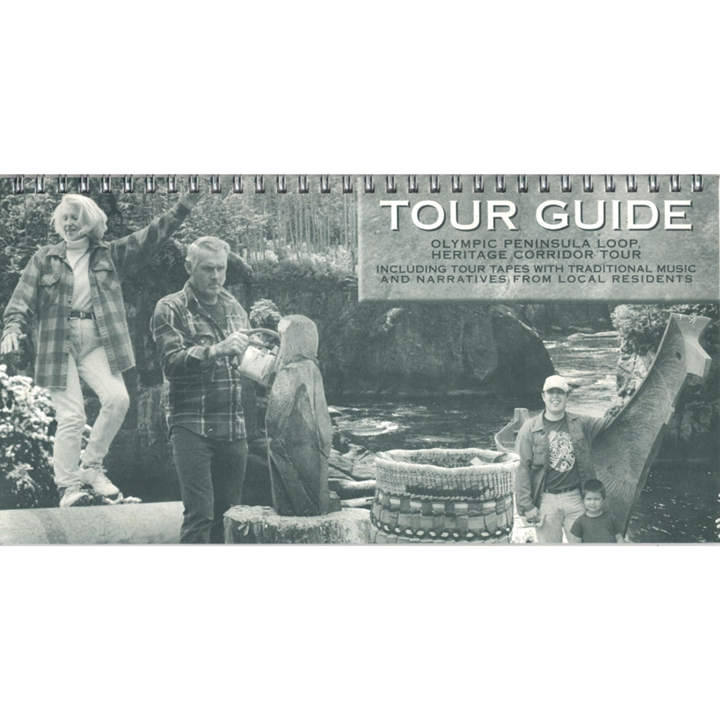 TOUR GUIDE
OLYMPIC PENINSULA LOOP,
HERITAGE CORRIDOR TOUR
INCLUDING TOUR TAPES WITH TRADITIONAL MUSIC
AND NARRATIVES FROM LOCAL RESIDENTS